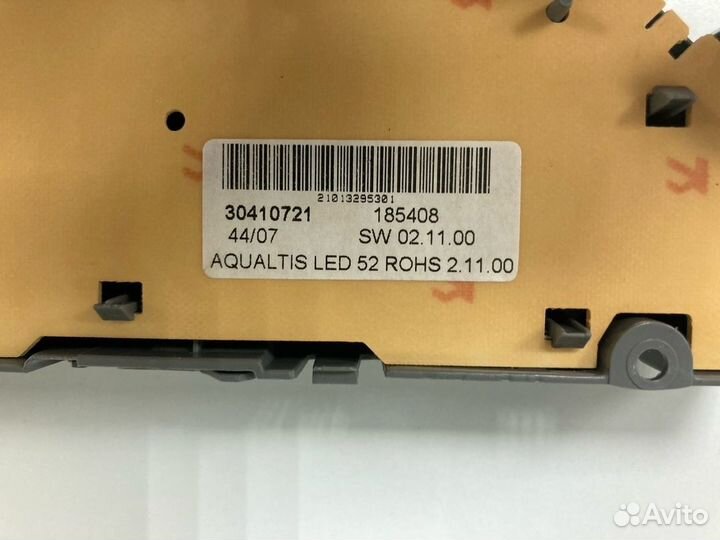 21013295301
30410721 185408
44/07 SW 02.11.00
AQUALTIS LED 52 ROHS 2.11.00
Avito